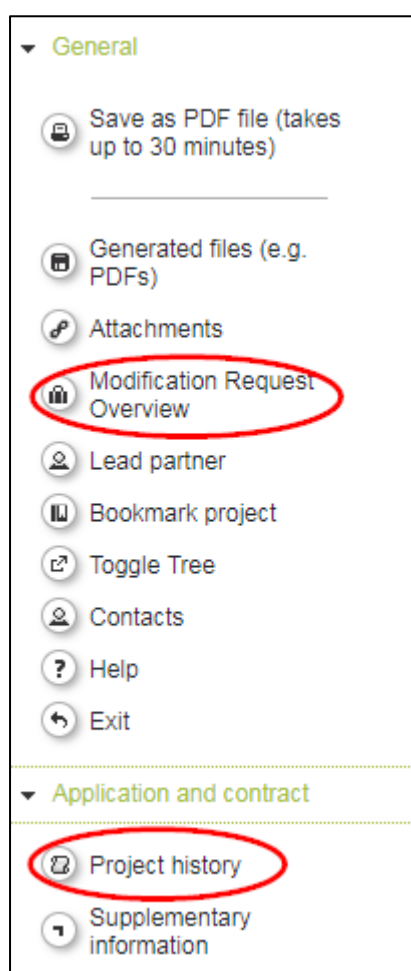 General
Save as PDF file (takes
up to 30 minutes)
Generated files (e.g.
PDFs)
Attachments
Modification Request
Overview
Lead partner
Bookmark project
Toggle Tree
Contacts
? Help
Exit
Application and contract
Project history
Supplementary
information